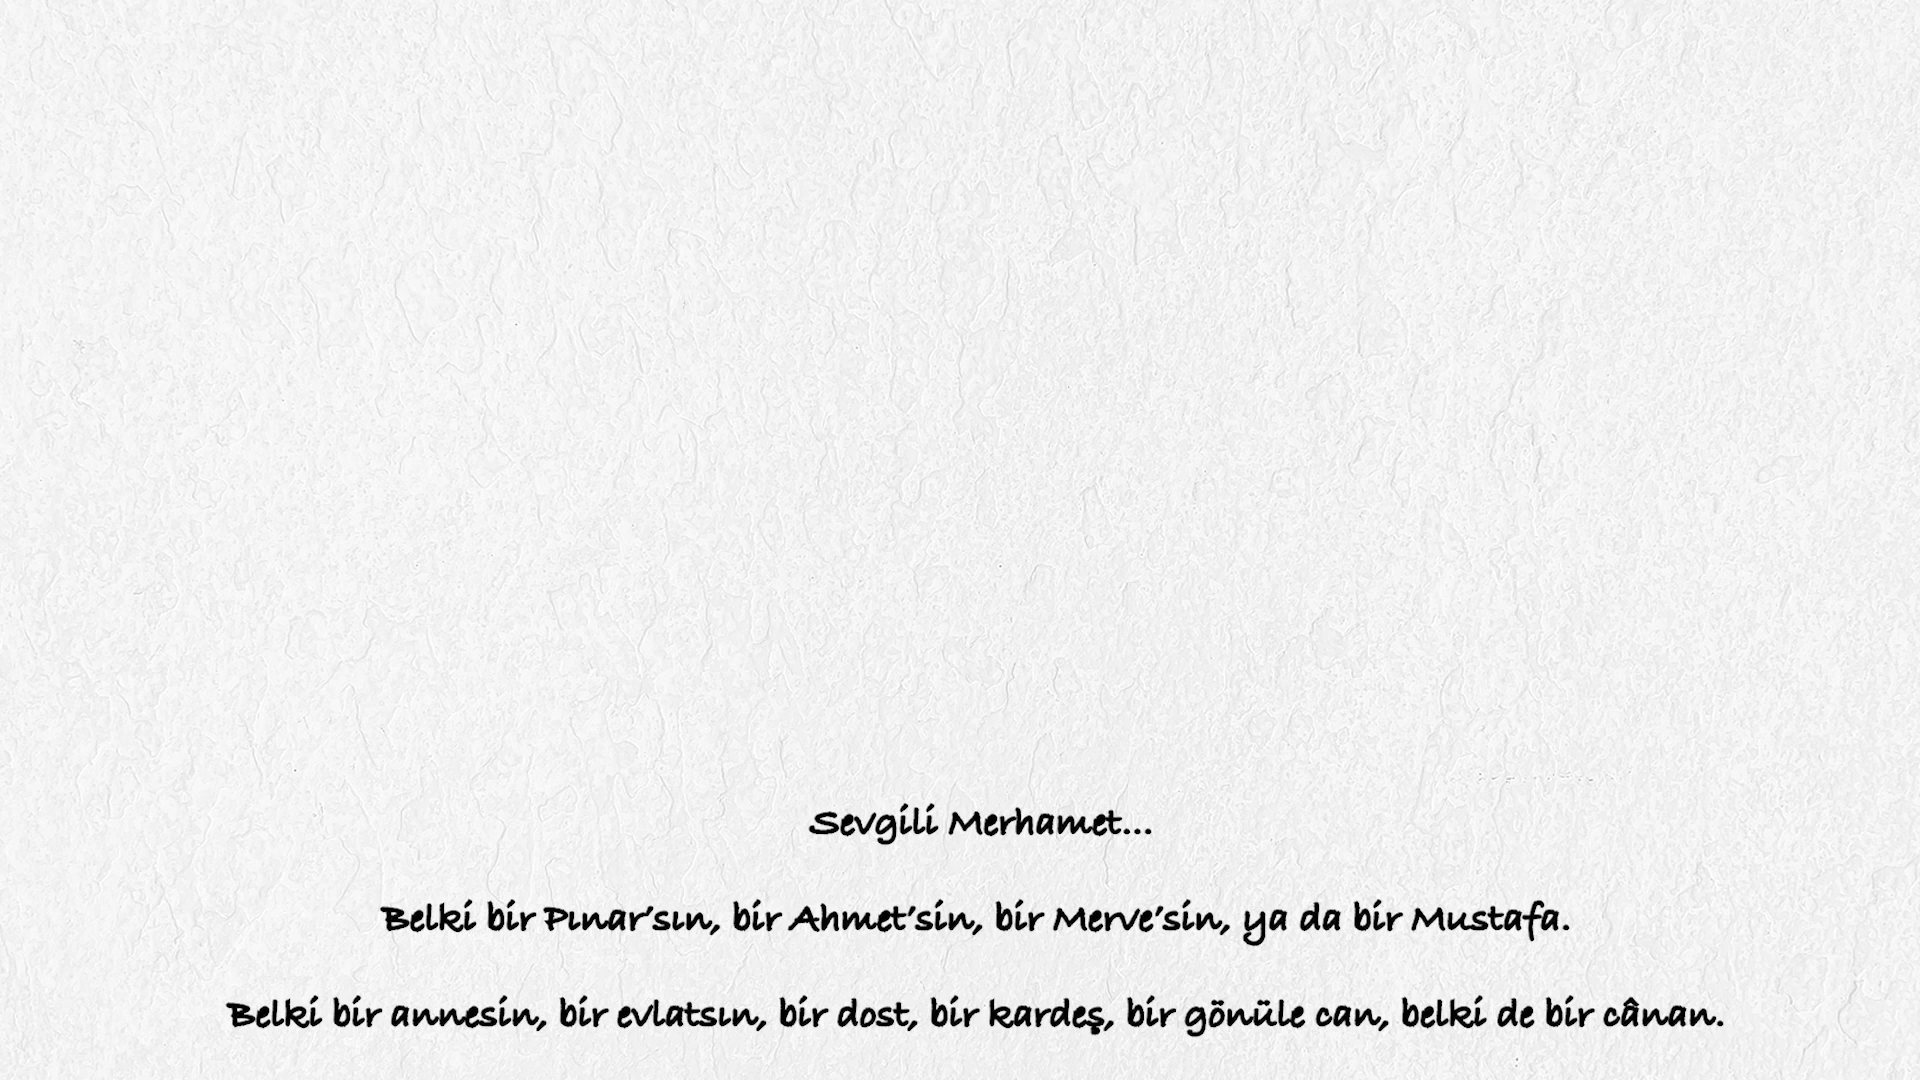 Sevgili Merhamet...
Belki bir Pınar'sın, bir Ahmet'sin, bir Merve'sin, ya da bir Mustafa.
Belki bir annesin, bir evlatsın, bir dost, bir kardeş, bir gönüle can, belki de bir cânan.